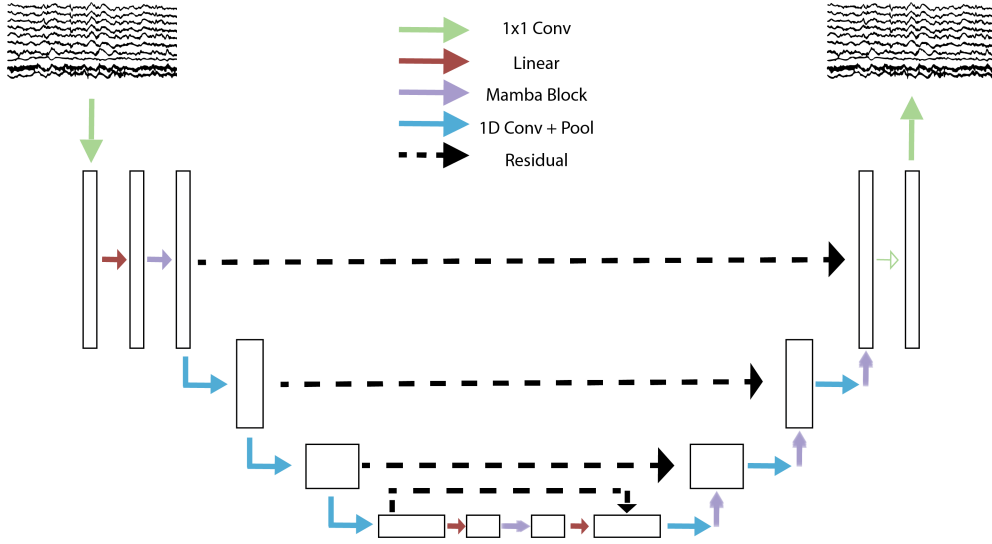 1x1 Conv
Linear
Mamba Block
1D Conv + Pool
Residual